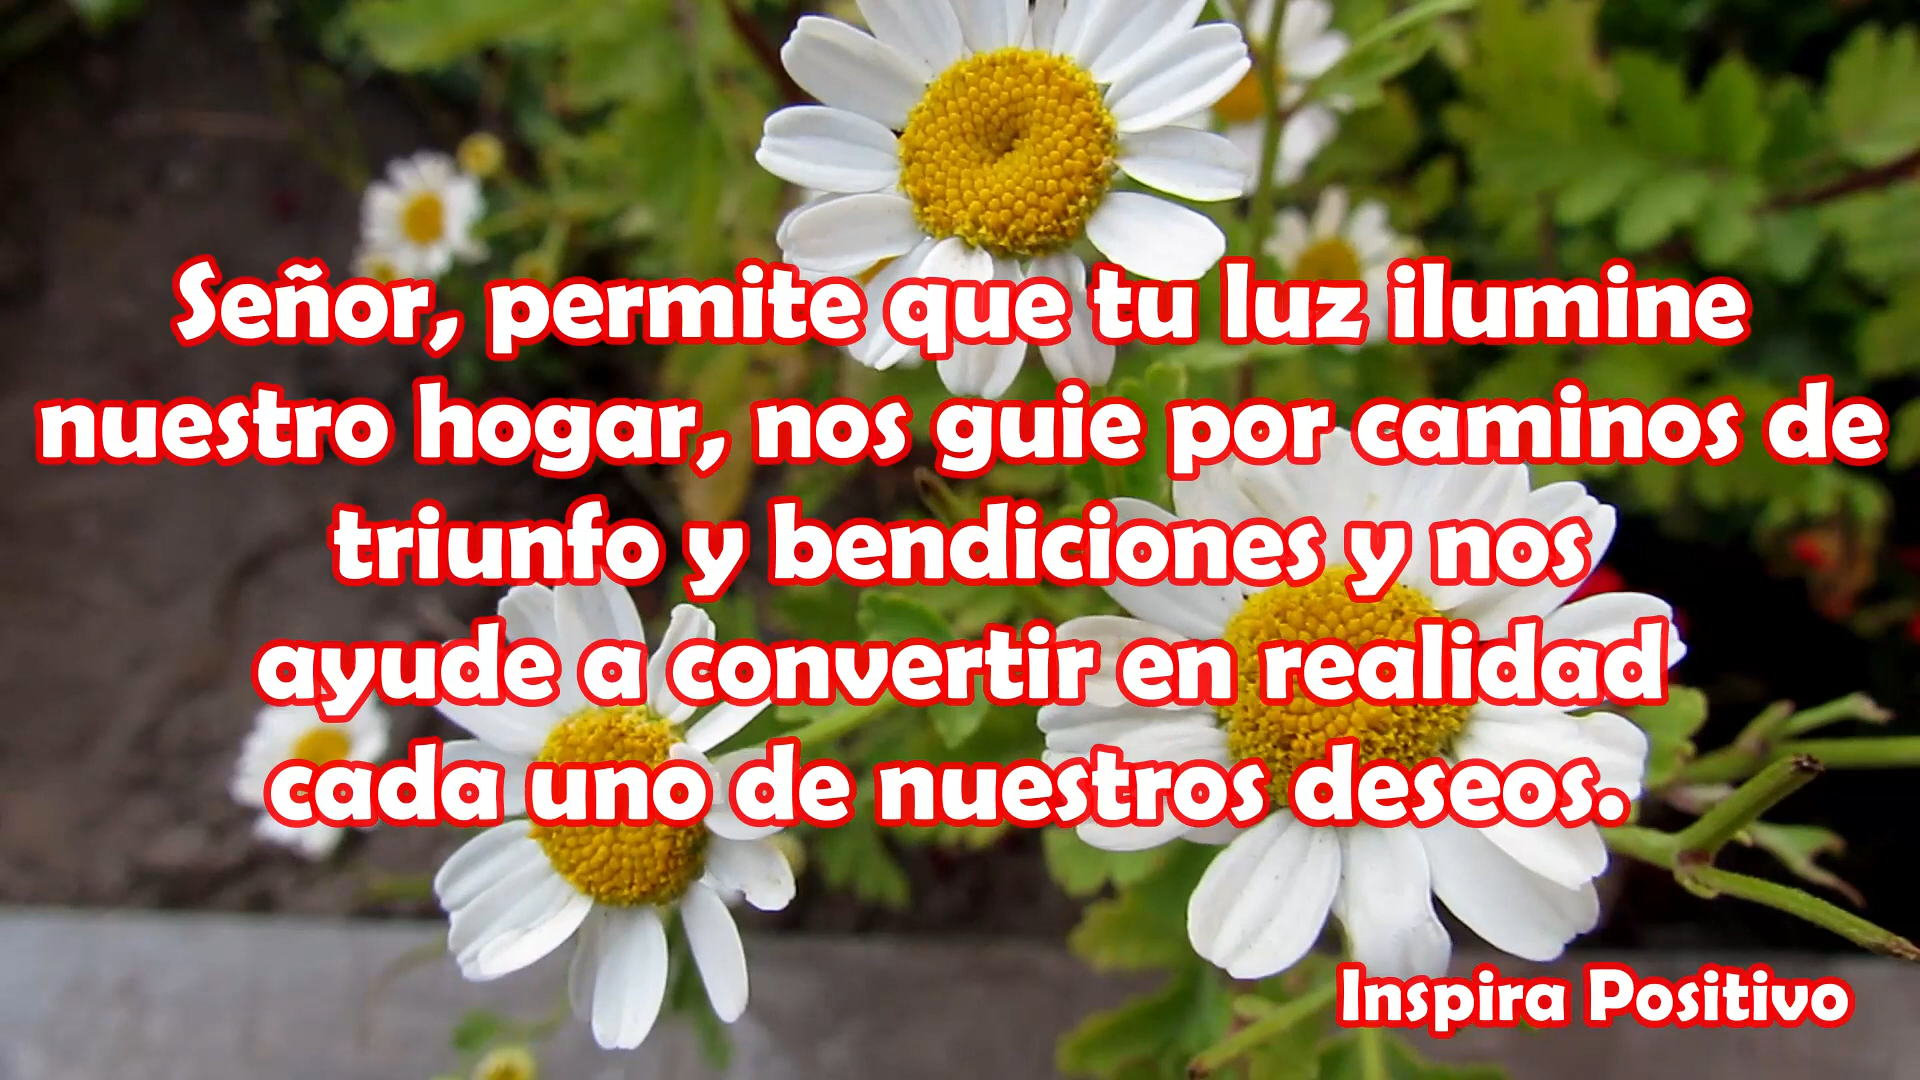 Señor, permite que tu luz ilumine
nuestro hogar, nos guie por caminos de
triunfo y bendiciones y nos
ayude a convertir en realidad
cada uno de nuestros deseos.
Inspira Positivo